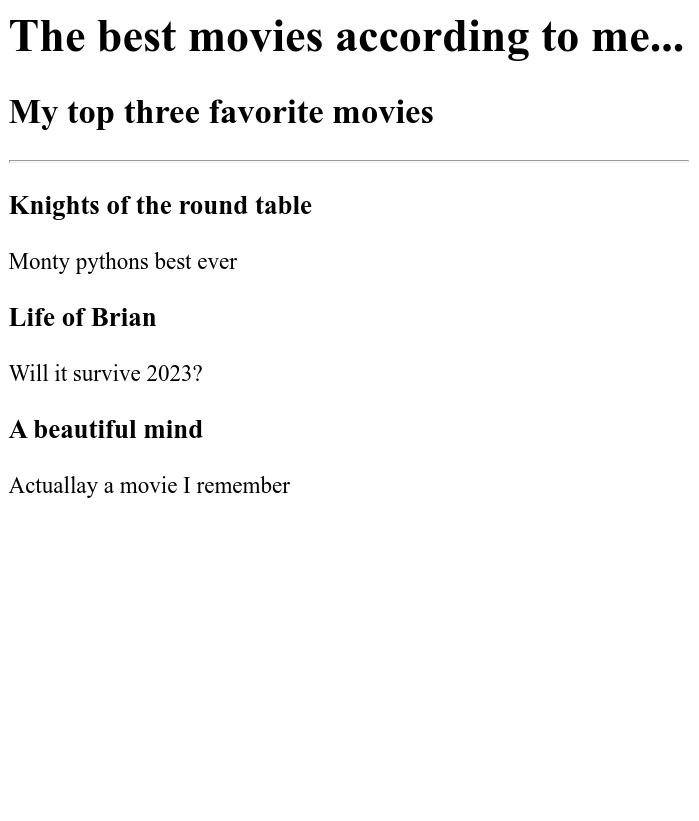 The best movies according to me...
My top three favorite movies
Knights of the round table
Monty pythons best ever
Life of Brian
Will it survive 2023?
A beautiful mind
Actuallay a movie I remember